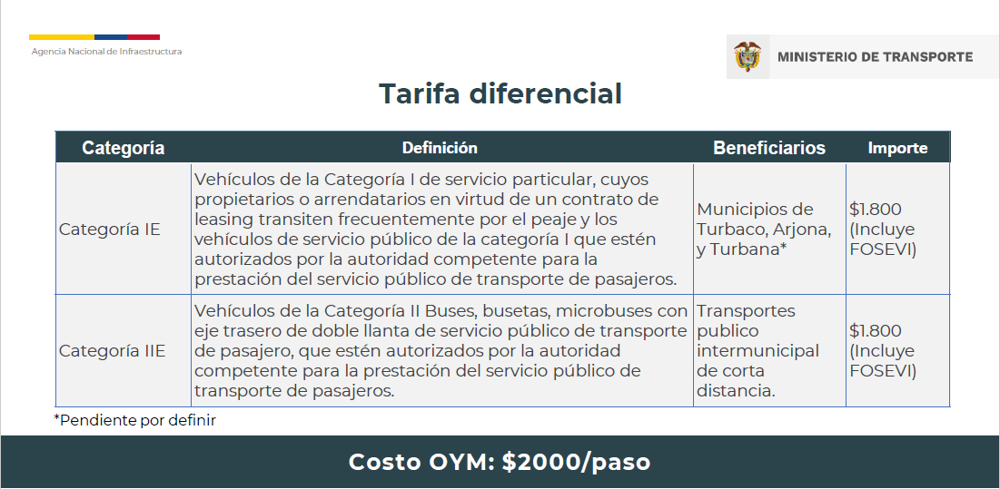 Agencia Nacional de Infraestructura
MINISTERIO DE TRANSPORTE
Tarifa diferencial
Categoría
Definición
Beneficiarios
Importe
Categoría IE
Vehículos de la Categoría I de servicio particular, cuyos
propietarios o arrendatarios en virtud de un contrato de
leasing transiten frecuentemente por el peaje y los
vehículos de servicio público de la categoría I que estén
autorizados por la autoridad competente para la
prestación del servicio público de transporte de pasajeros.
Municipios de
Turbaco, Arjona,
y Turbana*
$1.800
(Incluye
FOSEVI)
Categoría IIE
Vehículos de la Categoría II Buses, busetas, microbuses con
eje trasero de doble llanta de servicio público de transporte
de pasajero, que estén autorizados por la autoridad
competente para la prestación del servicio público de
transporte de pasajeros.
Transportes
publico
intermunicipal
de corta
distancia.
$1.800
(Incluye
FOSEVI)
*Pendiente por definir
Costo OYM: $2000/paso